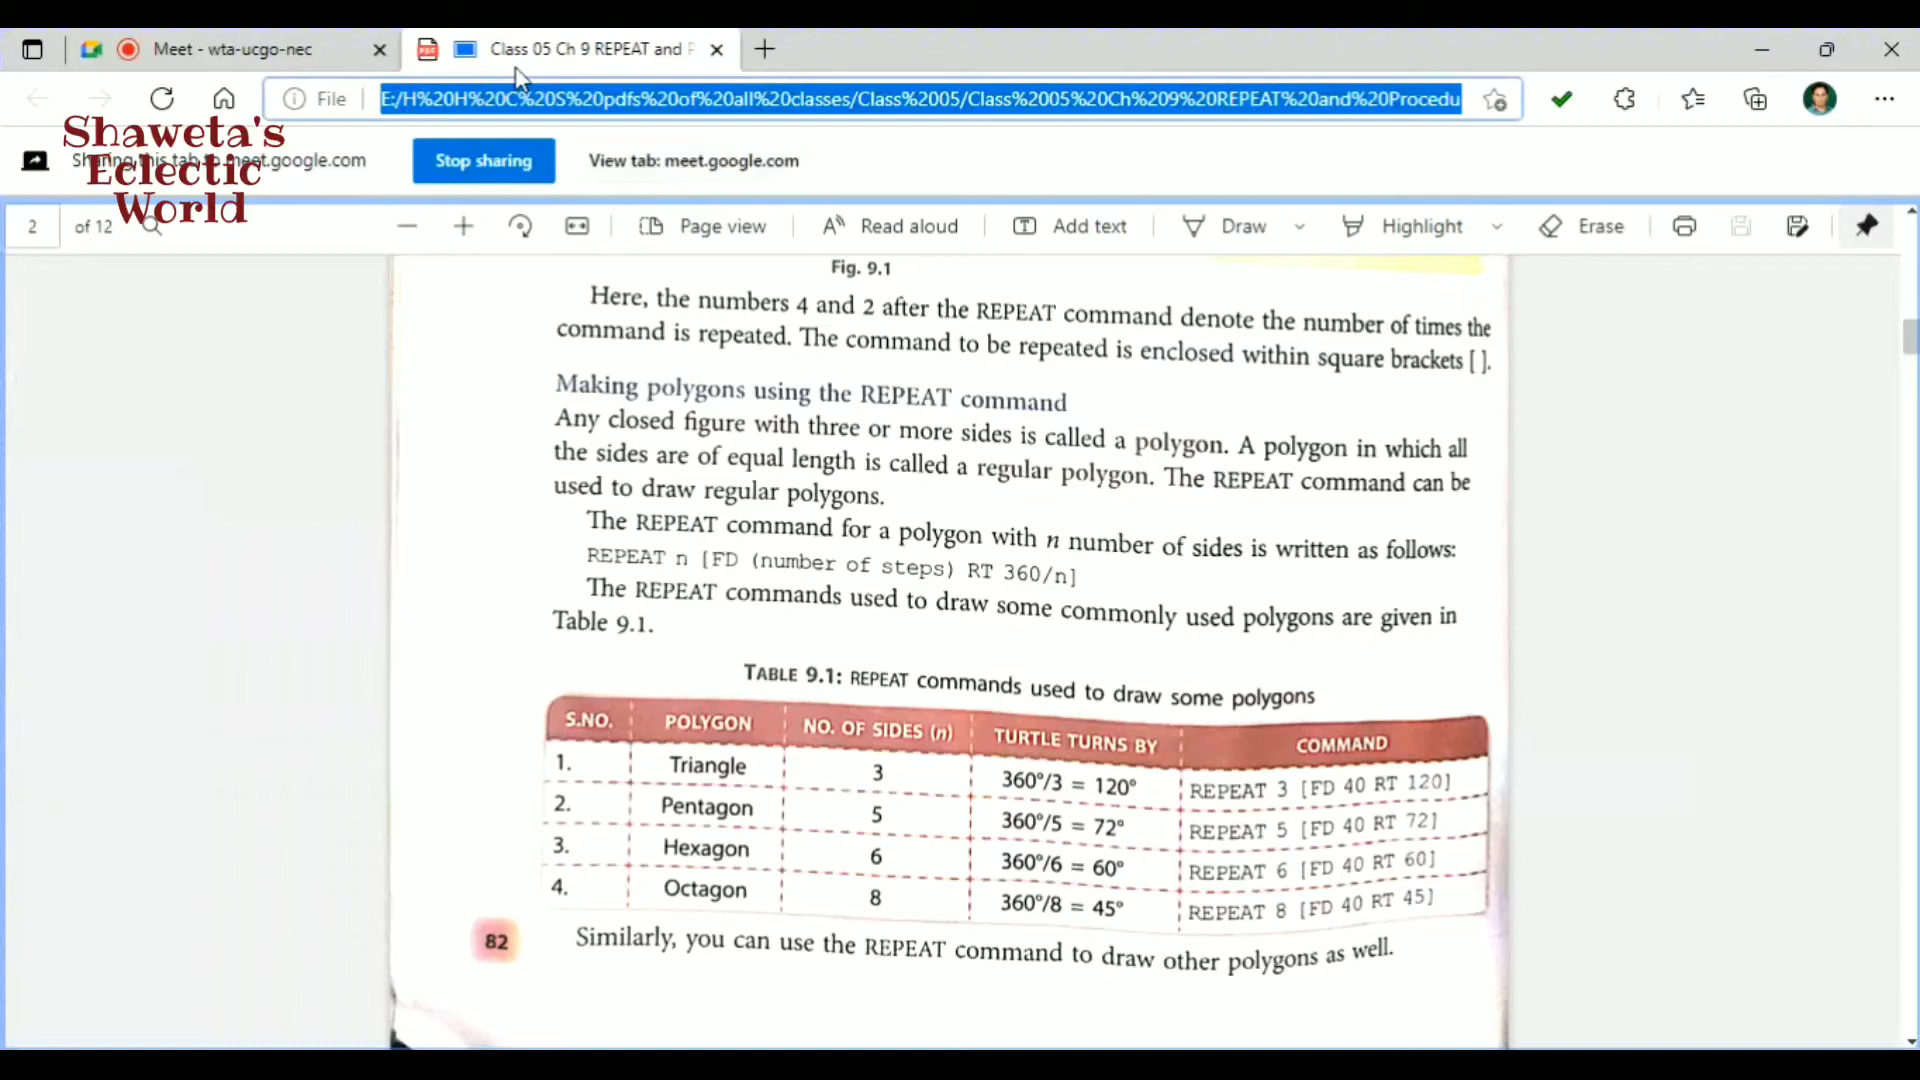 Meet - wta-ucgo-nec
Class 05 Ch 9 REPEAT and P
File
E:/H%20H%20C%20S%20pdfs%20of%20all%20classes/Class%2005/Class%2005%20Ch%209%20REPEAT%20and%20Procedu
Shaweta's
Eclectic
World
Sharing this tab to meet.google.com
Stop sharing
View tab: meet.google.com
2 of 12
Page view
Read aloud
Add text
Draw
Highlight
Erase
Fig. 9.1
Here, the numbers 4 and 2 after the REPEAT command denote the number of times the
command is repeated. The command to be repeated is enclosed within square brackets [ ].
Making polygons using the REPEAT command
Any closed figure with three or more sides is called a polygon. A polygon in which all
the sides are of equal length is called a regular polygon. The REPEAT command can be
used to draw regular polygons.
The REPEAT command for a polygon with n number of sides is written as follows:
REPEAT n [FD (number of steps) RT 360/n]
The REPEAT commands used to draw some commonly used polygons are given in
Table 9.1.
TABLE 9.1: REPEAT commands used to draw some polygons
S.NO. POLYGON NO. OF SIDES (n) TURTLE TURNS BY COMMAND
1. Triangle 3 360°/3 = 120° REPEAT 3 [FD 40 RT 120]
2. Pentagon 5 360°/5 = 72° REPEAT 5 [FD 40 RT 72]
3. Hexagon 6 360°/6 = 60° REPEAT 6 [FD 40 RT 60]
4. Octagon 8 360°/8 = 45° REPEAT 8 [FD 40 RT 45]
82
Similarly, you can use the REPEAT command to draw other polygons as well.